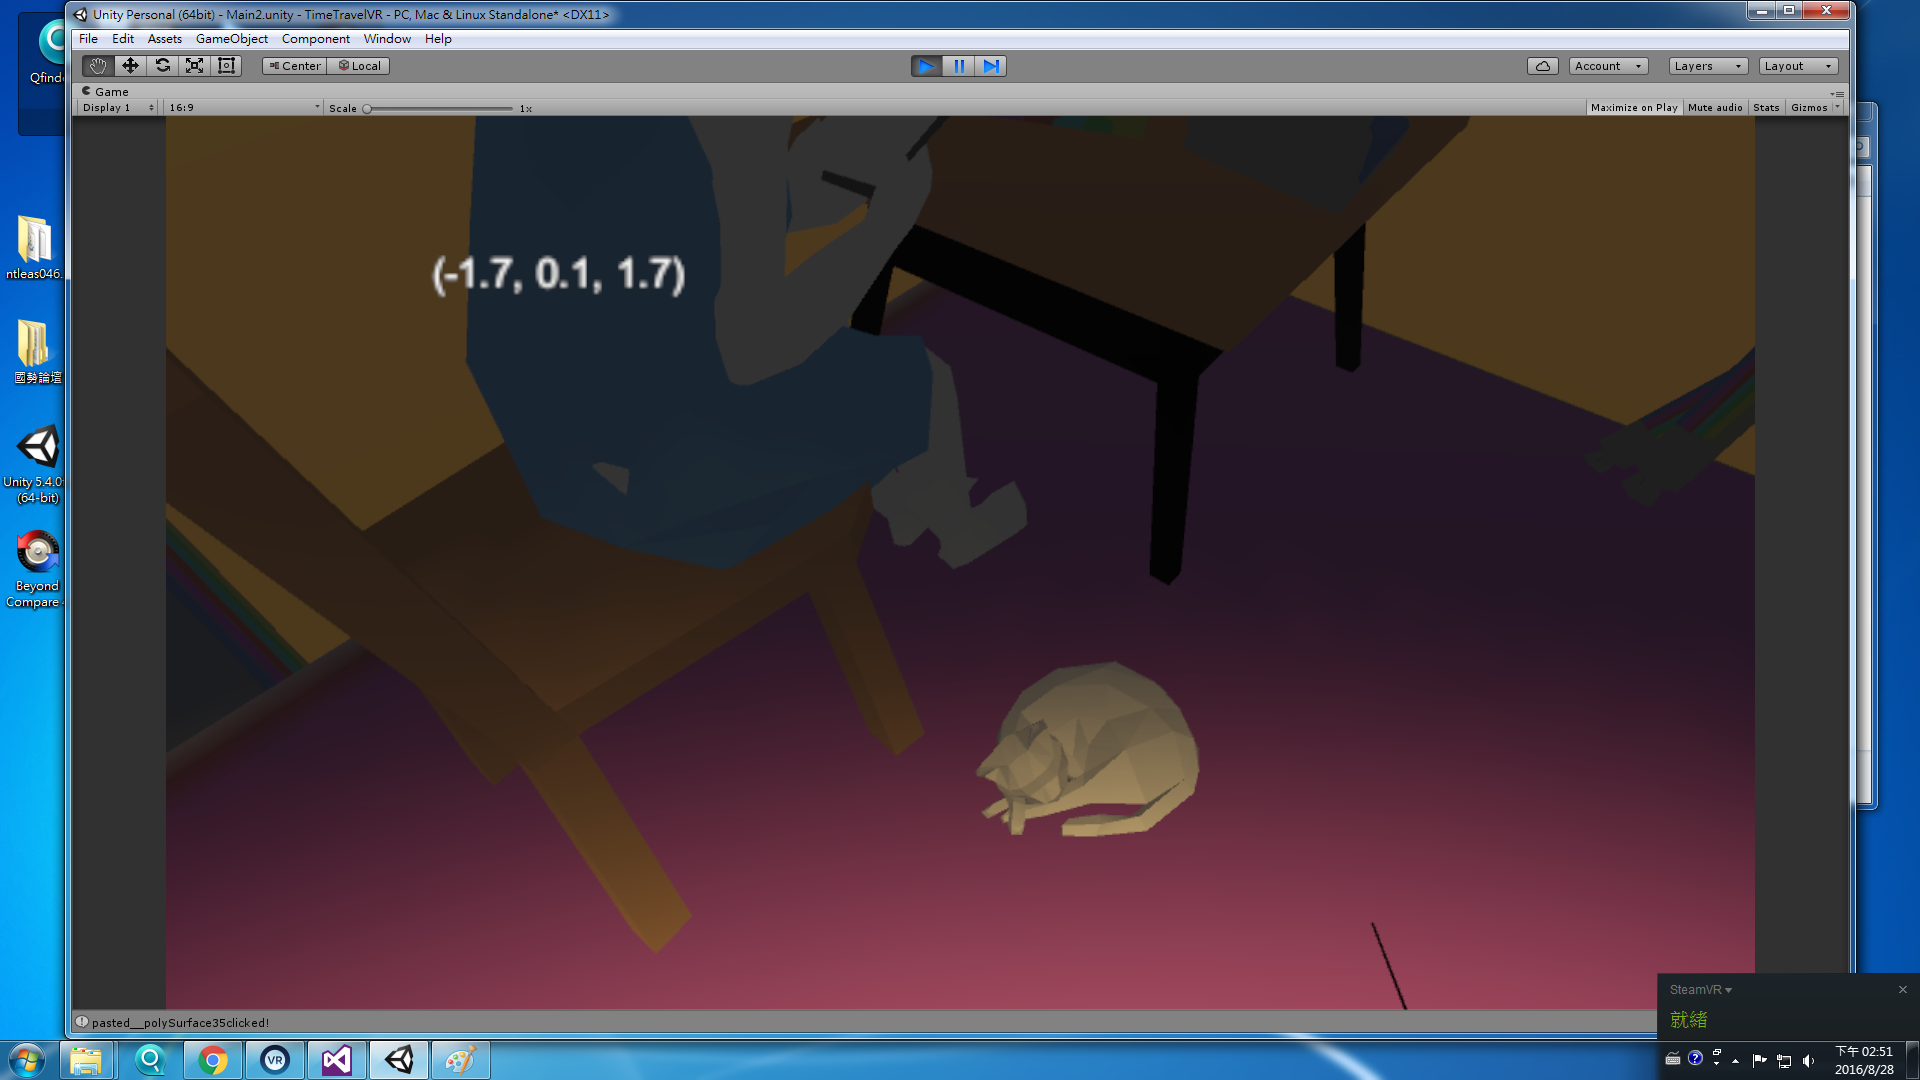 Unity Personal (64bit) - Main2.unity - TimeTravelVR - PC, Mac & Linux Standalone* <DX11>
File Edit Assets GameObject Component Window Help
Center Local Account Layers Layout
Game
Display 1 16:9 Scale 1x Maximize on Play Mute audio Stats Gizmos
(-1.7, 0.1, 1.7)
ntleas046.
國勢論壇
Unity 5.4.0
(64-bit)
Beyond
Compare
pasted__polySurface35clicked!
SteamVR
就緒
VR
下午 02:51
2016/8/28